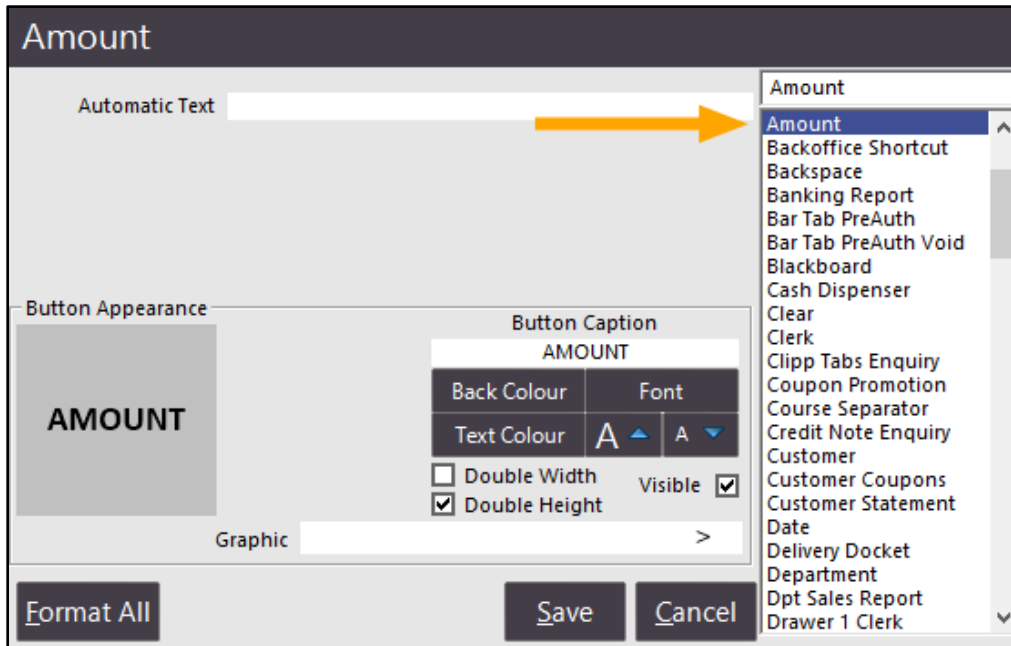 Amount
Automatic Text
Amount
Amount
Backoffice Shortcut
Backspace
Banking Report
Bar Tab PreAuth
Bar Tab PreAuth Void
Blackboard
Cash Dispenser
Clear
Clerk
Clipp Tabs Enquiry
Coupon Promotion
Course Separator
Credit Note Enquiry
Customer
Customer Coupons
Customer Statement
Date
Delivery Docket
Department
Dpt Sales Report
Drawer 1 Clerk
Button Appearance
AMOUNT
Button Caption
AMOUNT
Back Colour Font
Text Colour A A
Double Width
Visible
Double Height
Graphic >
Format All Save Cancel